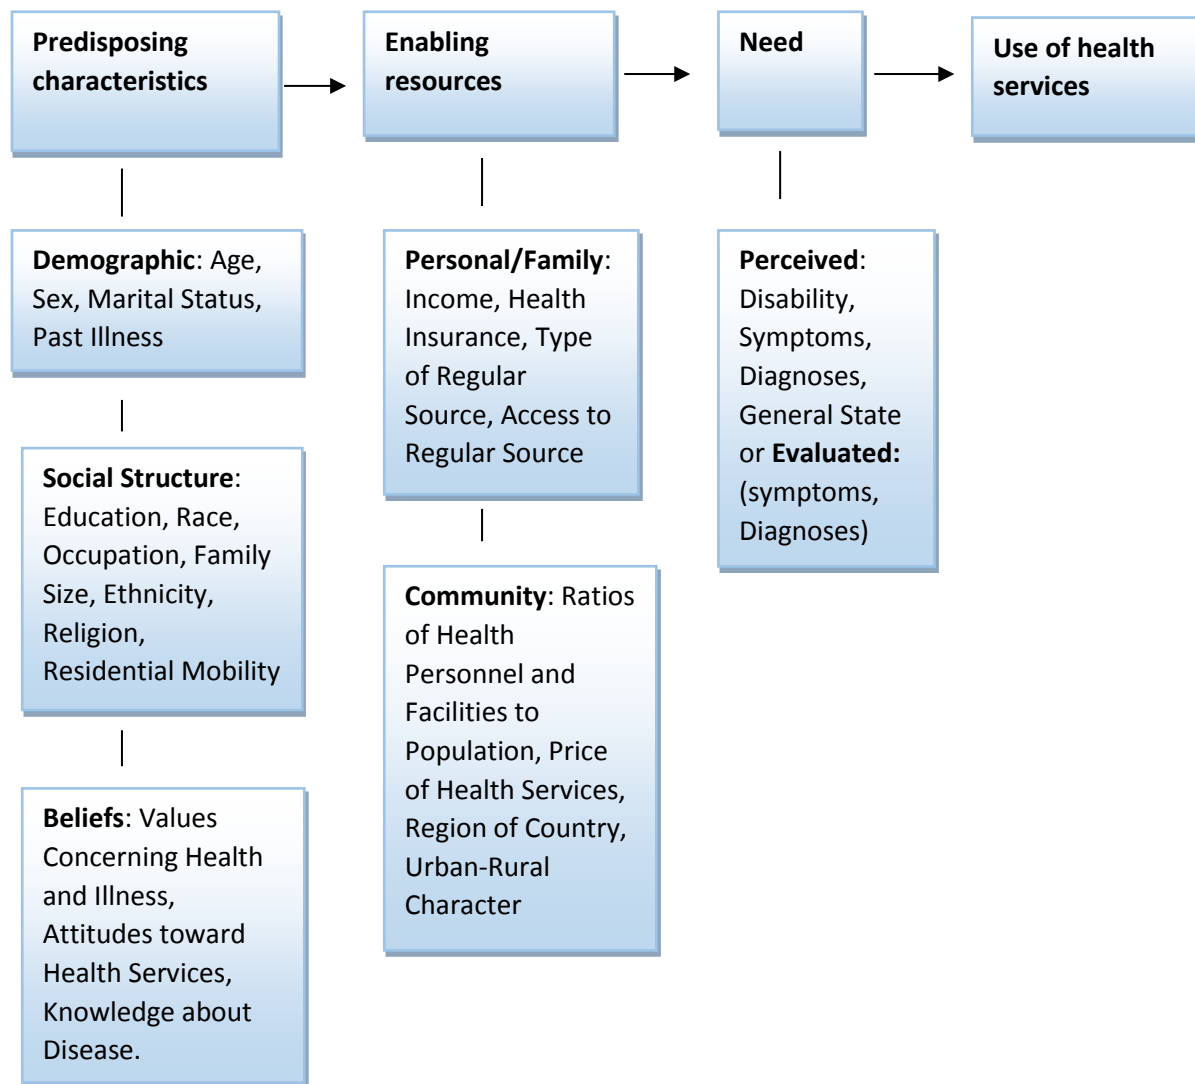 Predisposing
characteristics
Enabling
resources
Need
Use of health
services
Demographic: Age,
Sex, Marital Status,
Past Illness
Social Structure:
Education, Race,
Occupation, Family
Size, Ethnicity,
Religion,
Residential Mobility
Beliefs: Values
Concerning Health
and Illness,
Attitudes toward
Health Services,
Knowledge about
Disease.
Personal/Family:
Income, Health
Insurance, Type
of Regular
Source, Access to
Regular Source
Community: Ratios
of Health
Personnel and
Facilities to
Population, Price
of Health Services,
Region of Country,
Urban-Rural
Character
Perceived:
Disability,
Symptoms,
Diagnoses,
General State
or Evaluated:
(symptoms,
Diagnoses)